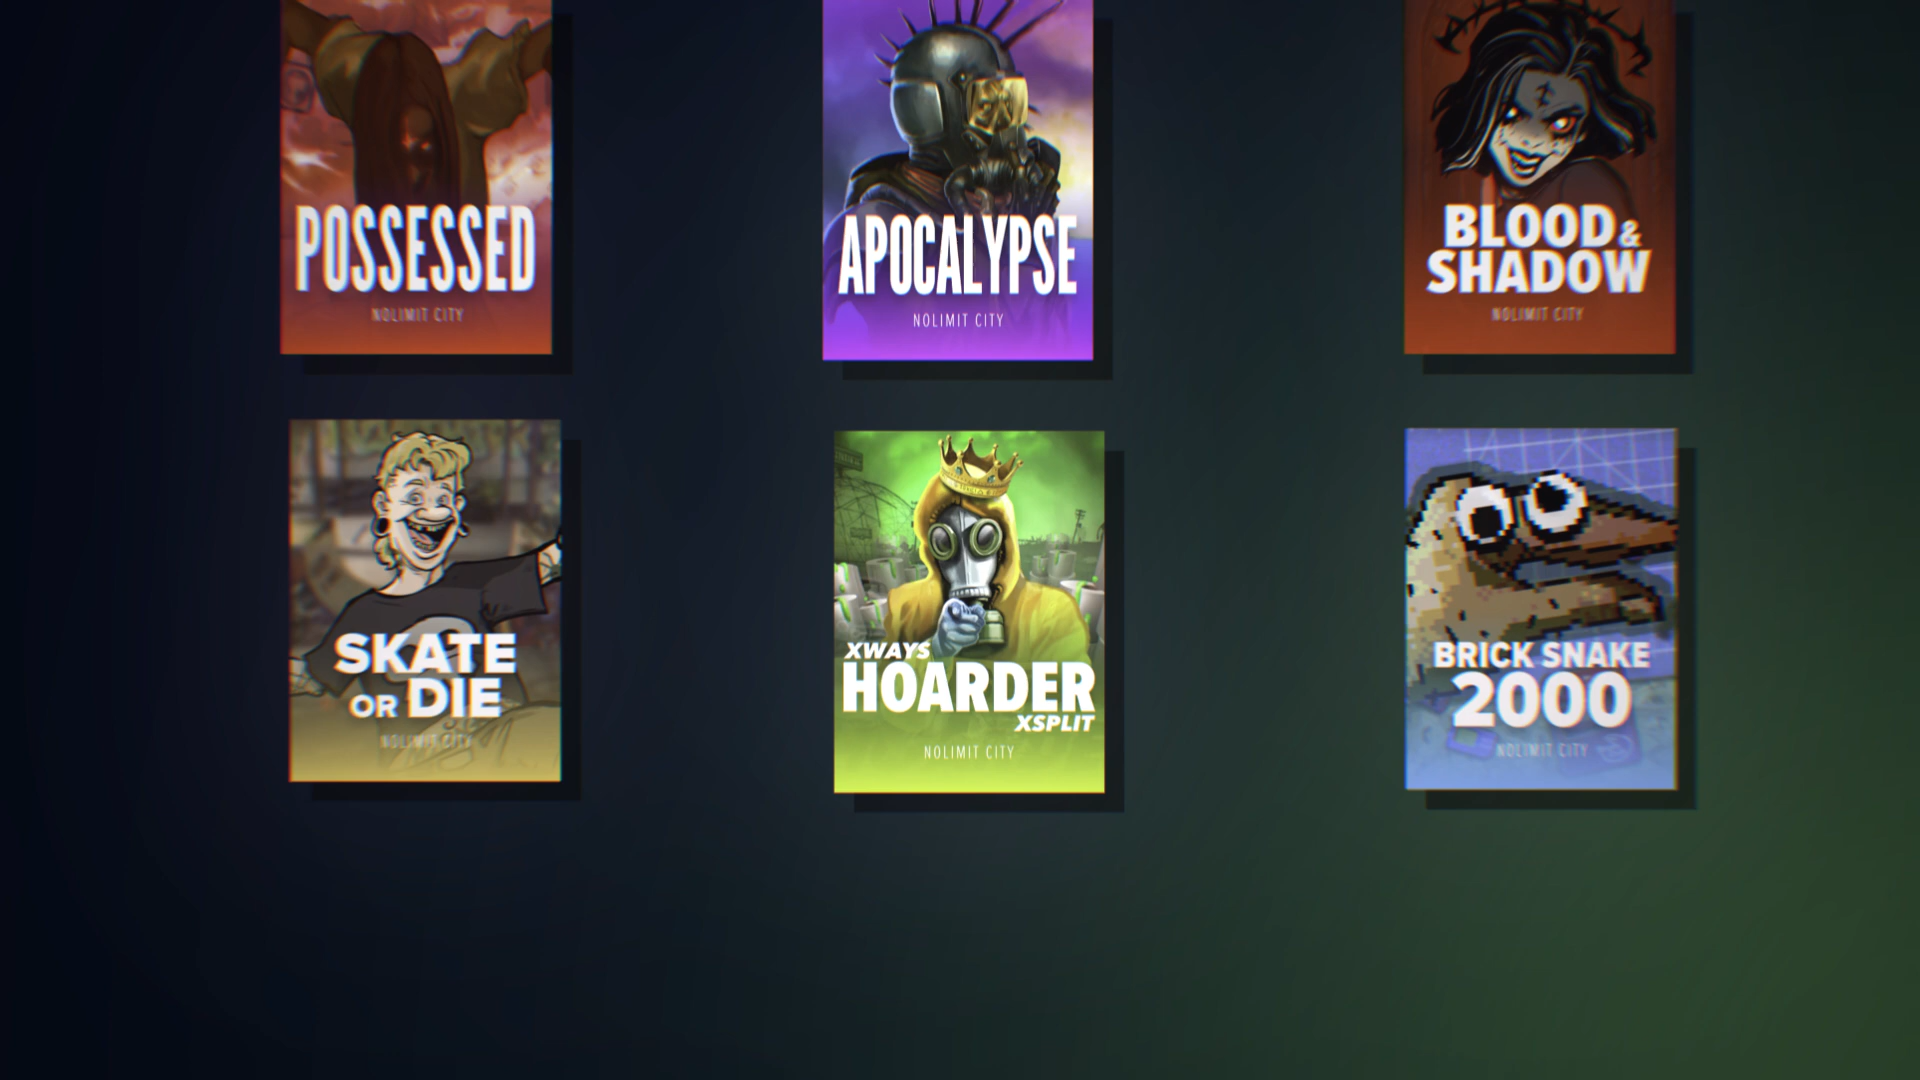 POSSESSED
NOLIMIT CITY
APOCALYPSE
NOLIMIT CITY
BLOOD &
SHADOW
NOLIMIT CITY
SKATE
OR DIE
NOLIMIT CITY
XWAYS
HOARDER
XSPLIT
NOLIMIT CITY
BRICK SNAKE
2000
NOLIMIT CITY